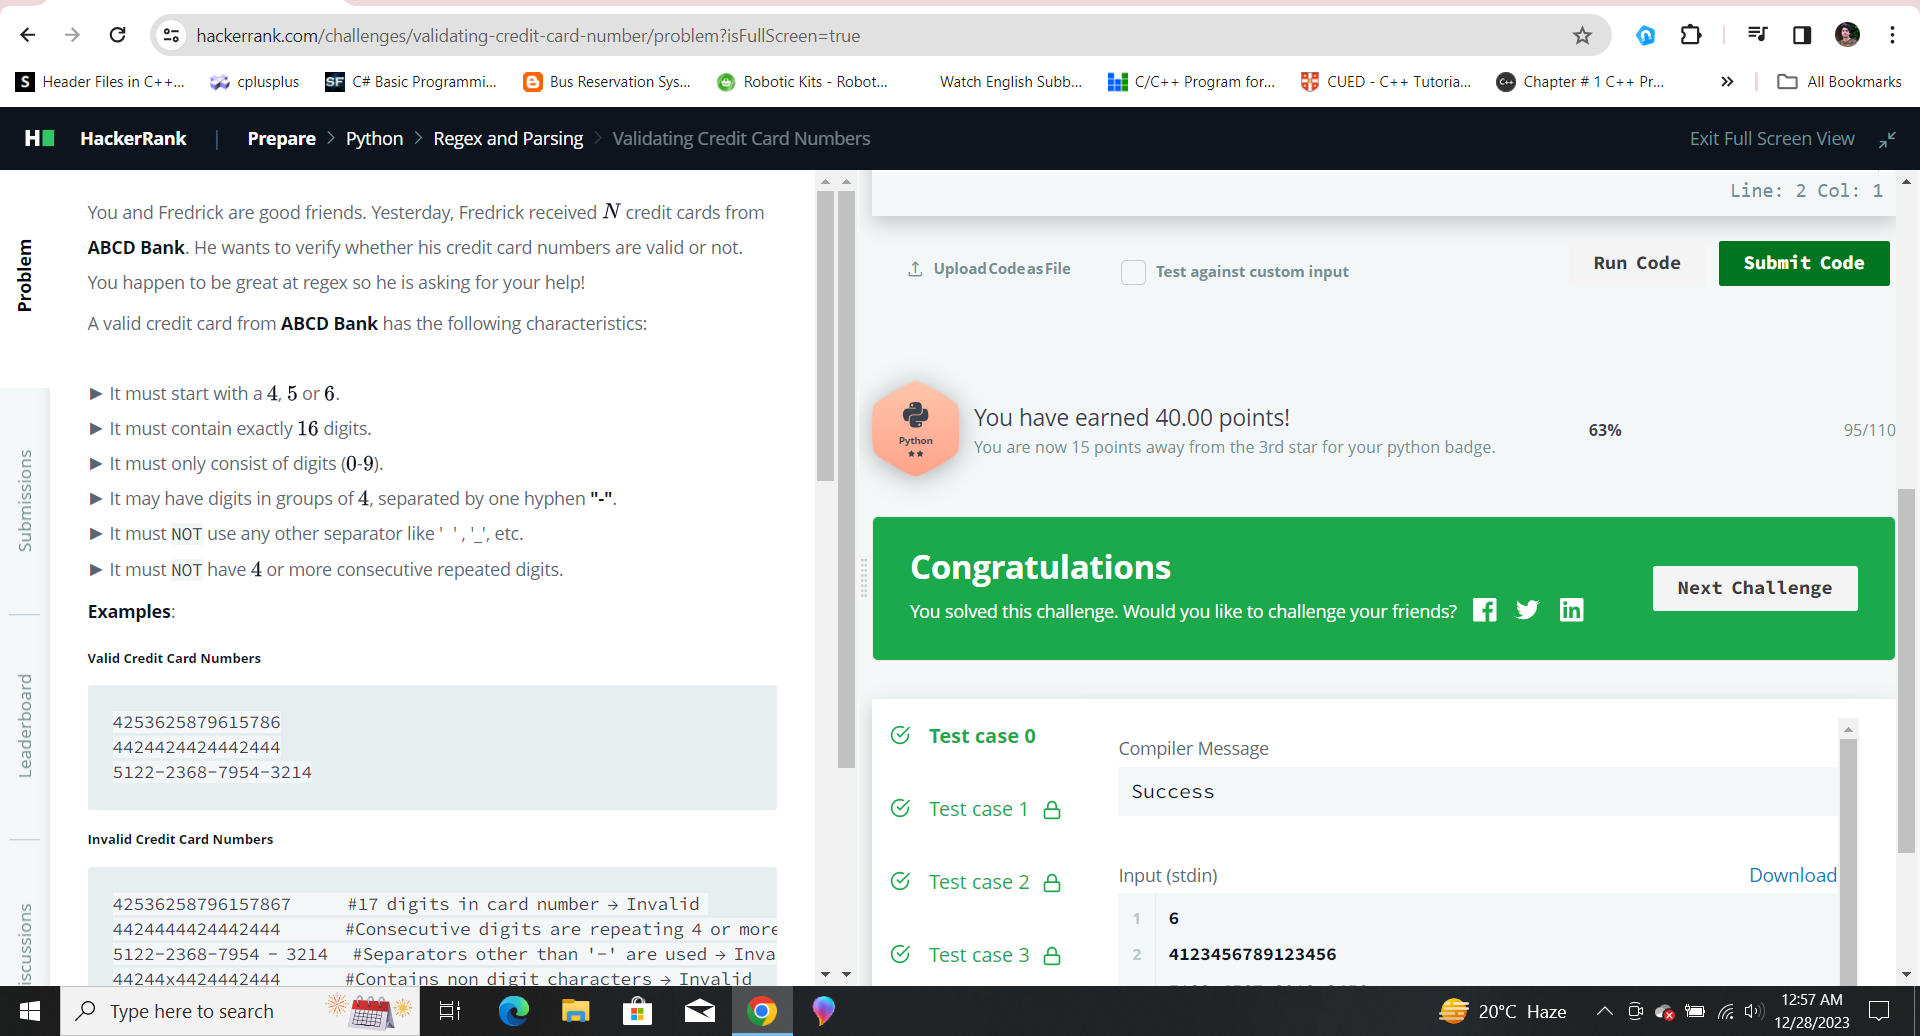 hackerrank.com/challenges/validating-credit-card-number/problem?isFullScreen=true
S Header Files in C++... cplusplus SF C# Basic Programmi... Bus Reservation Sys... Robotic Kits - Robot... Watch English Subb... C/C++ Program for... CUED - C++ Tutoria... C++ Chapter # 1 C++ Pr... » All Bookmarks
H HackerRank | Prepare > Python > Regex and Parsing > Validating Credit Card Numbers Exit Full Screen View
Problem
Submissions
Leaderboard
iscussions
You and Fredrick are good friends. Yesterday, Fredrick received N credit cards from
ABCD Bank. He wants to verify whether his credit card numbers are valid or not.
You happen to be great at regex so he is asking for your help!
A valid credit card from ABCD Bank has the following characteristics:
► It must start with a 4, 5 or 6.
► It must contain exactly 16 digits.
► It must only consist of digits (0-9).
► It may have digits in groups of 4, separated by one hyphen "-".
► It must NOT use any other separator like ' ' , '_', etc.
► It must NOT have 4 or more consecutive repeated digits.
Examples:
Valid Credit Card Numbers
4253625879615786
4424424424442444
5122-2368-7954-3214
Invalid Credit Card Numbers
42536258796157867 #17 digits in card number → Invalid
4424444424442444 #Consecutive digits are repeating 4 or more
5122-2368-7954 - 3214 #Separators other than '-' are used → Inva
44244x4424442444 #Contains non digit characters → Invalid
Line: 2 Col: 1
Upload Code as File Test against custom input Run Code Submit Code
Python
You have earned 40.00 points!
You are now 15 points away from the 3rd star for your python badge.
63% 95/110
Congratulations
You solved this challenge. Would you like to challenge your friends?
Next Challenge
Test case 0
Test case 1
Test case 2
Test case 3
Compiler Message
Success
Input (stdin) Download
1 6
2 4123456789123456
Type here to search 20°C Haze 12:57 AM
12/28/2023